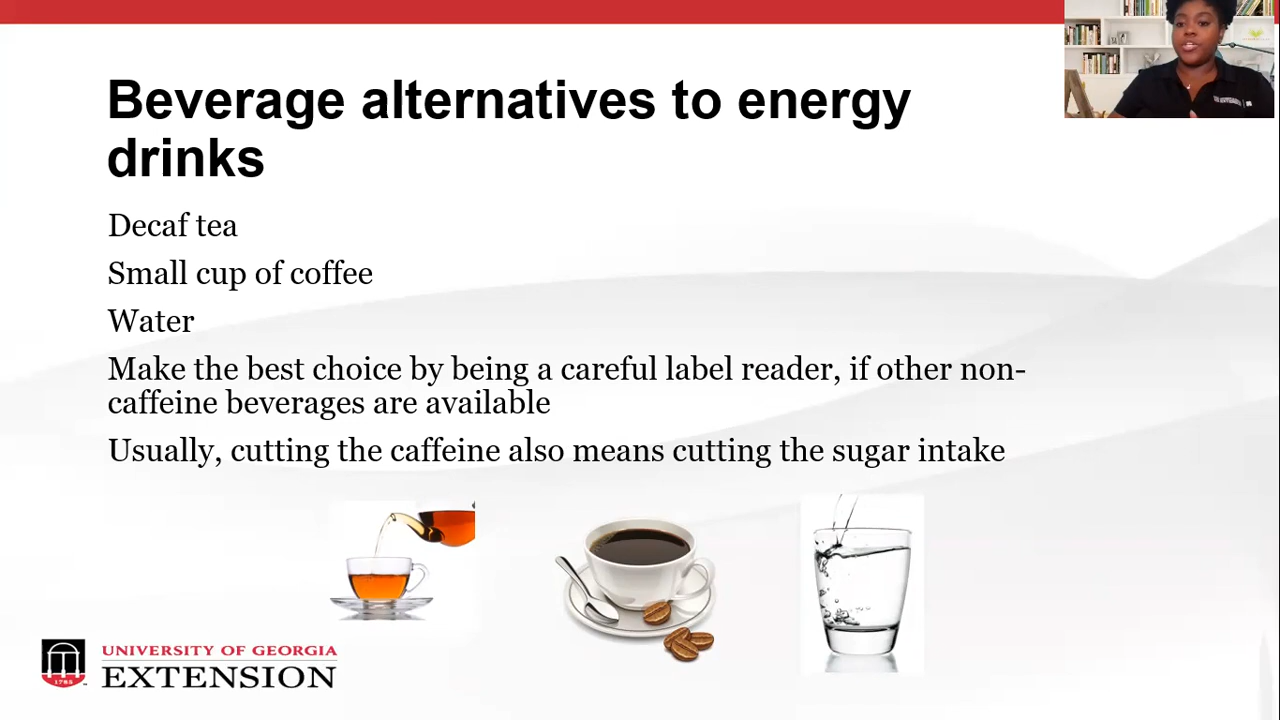 Beverage alternatives to energy
drinks
Decaf tea
Small cup of coffee
Water
Make the best choice by being a careful label reader, if other non-
caffeine beverages are available
Usually, cutting the caffeine also means cutting the sugar intake
UNIVERSITY OF GEORGIA
EXTENSION
1785